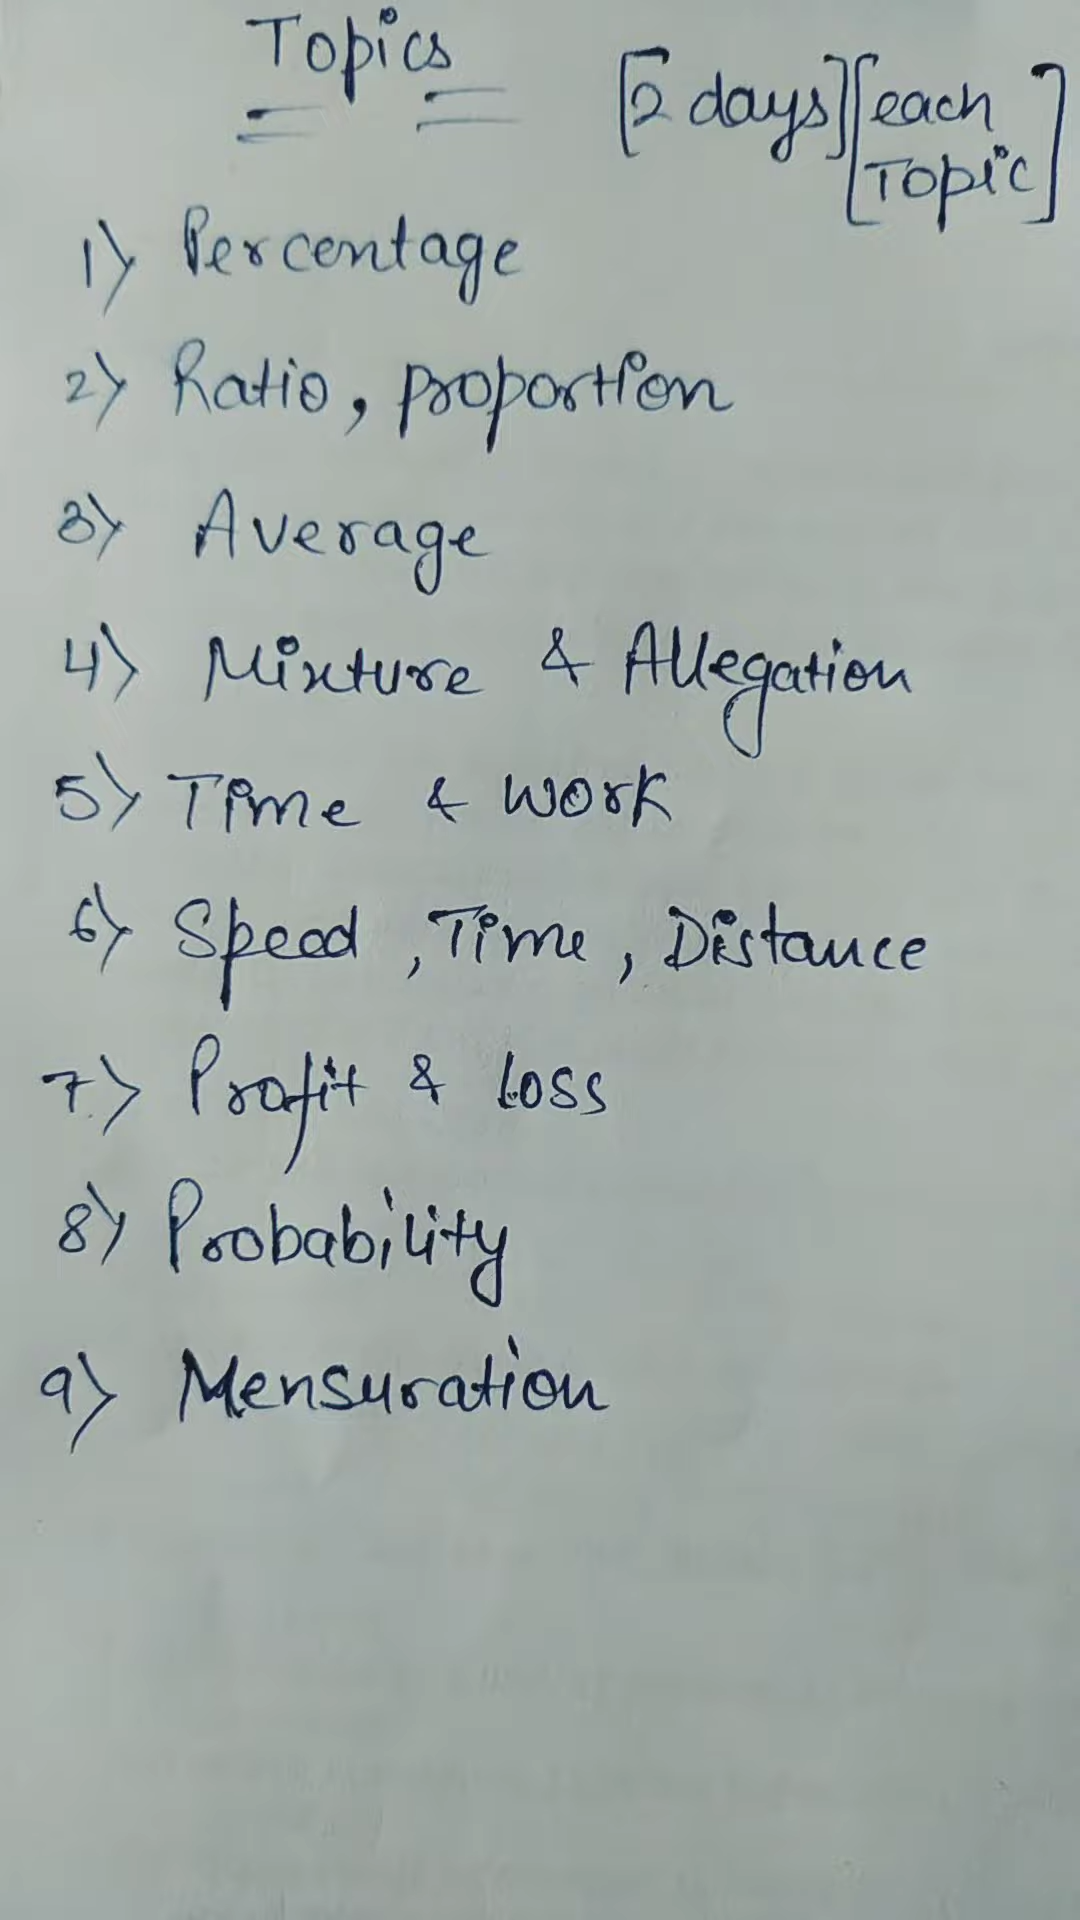 Topics
[2 days] [each
Topic]
1) Percentage
2) Ratio, proportion
3) Average
4) Mixture & Allegation
5) Time & work
6) Speed, Time, Distance
7) Profit & Loss
8) Probability
9) Mensuration